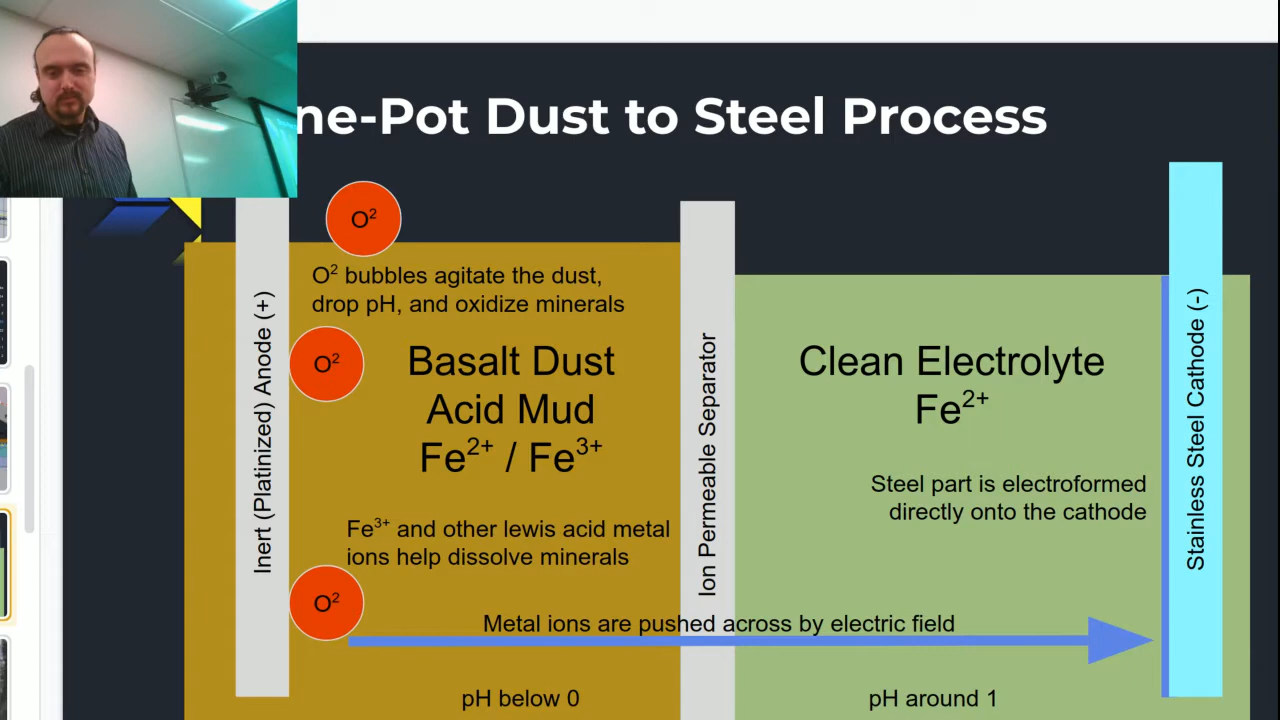 ne-Pot Dust to Steel Process
O²
O² bubbles agitate the dust,
drop pH, and oxidize minerals
O²
Inert (Platinized) Anode (+)
Basalt Dust
Acid Mud
Fe²⁺ / Fe³⁺
Fe³⁺ and other lewis acid metal
ions help dissolve minerals
O²
Ion Permeable Separator
Clean Electrolyte
Fe²⁺
Steel part is electroformed
directly onto the cathode
Stainless Steel Cathode (-)
Metal ions are pushed across by electric field
pH below 0
pH around 1